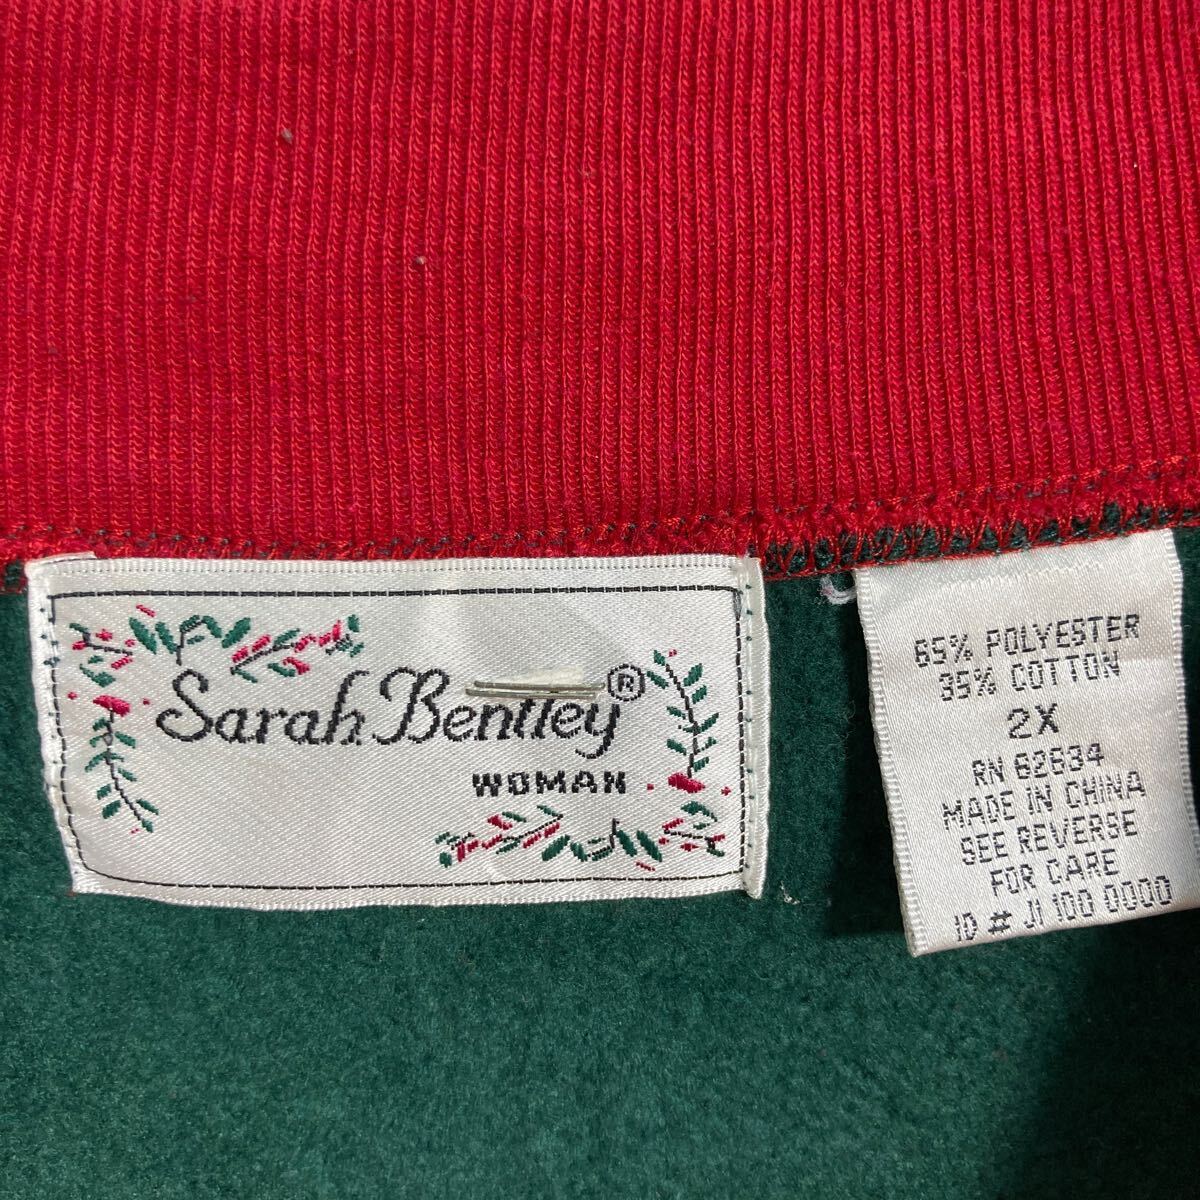 Sarah Bentley®
WOMAN
65% POLYESTER
35% COTTON
2X
RN 62634
MADE IN CHINA
SEE REVERSE
FOR CARE
ID # JI 100 0000